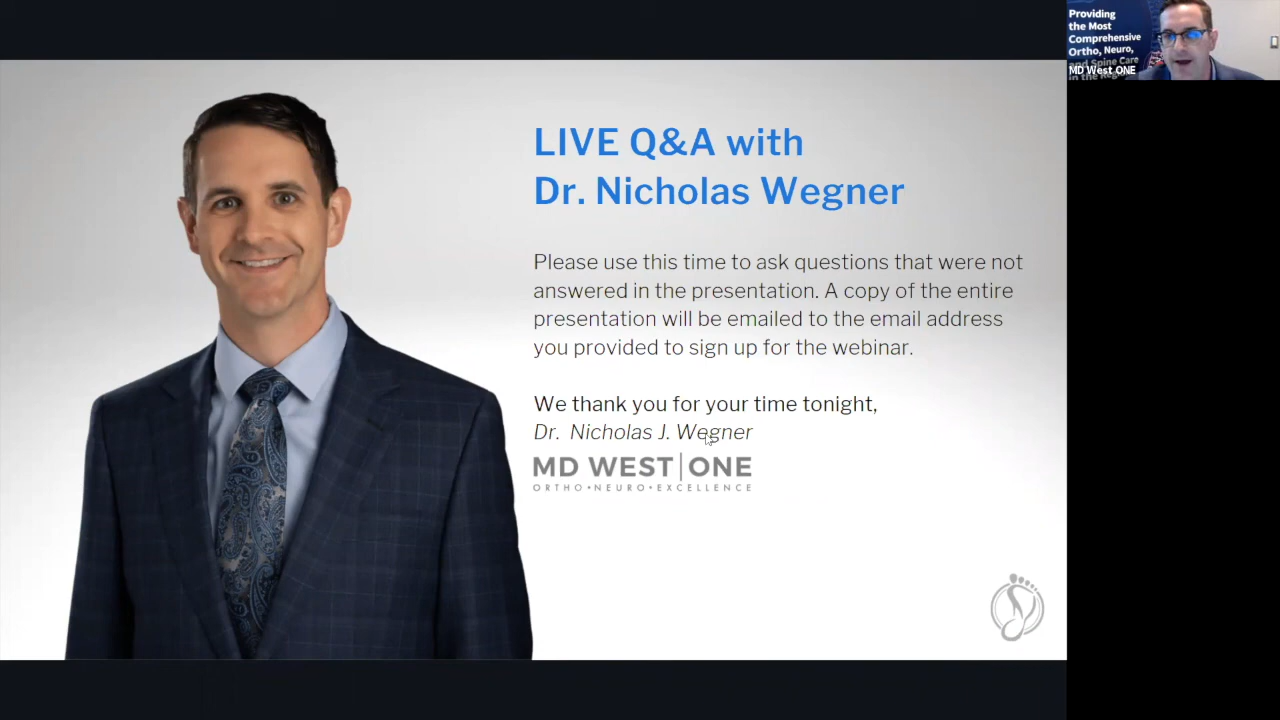 LIVE Q&A with
Dr. Nicholas Wegner
Please use this time to ask questions that were not
answered in the presentation. A copy of the entire
presentation will be emailed to the email address
you provided to sign up for the webinar.
We thank you for your time tonight,
Dr. Nicholas J. Wegner
MD WEST|ONE
ORTHO•NEURO•EXCELLENCE
Providing
the Most
Comprehensive
Ortho, Neuro,
and Spine Care
MD West ONE
in the Reg